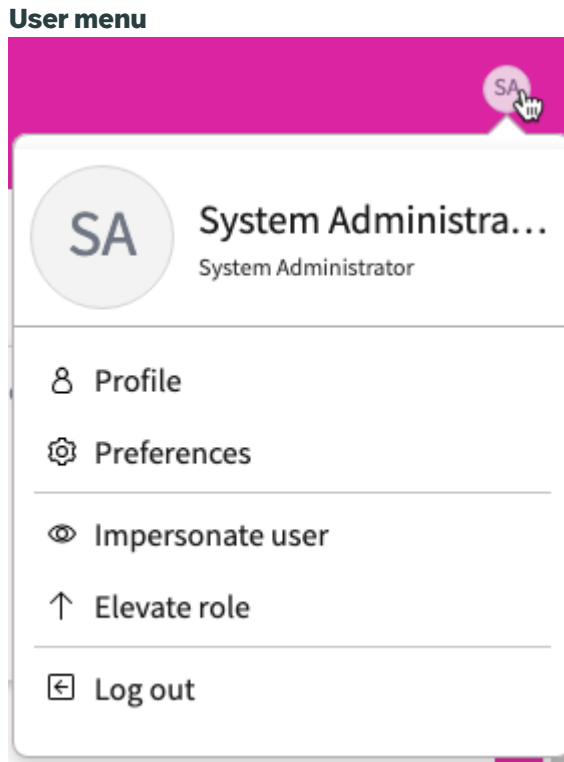 User menu
SA
SA
System Administra...
System Administrator
Profile
Preferences
Impersonate user
Elevate role
Log out